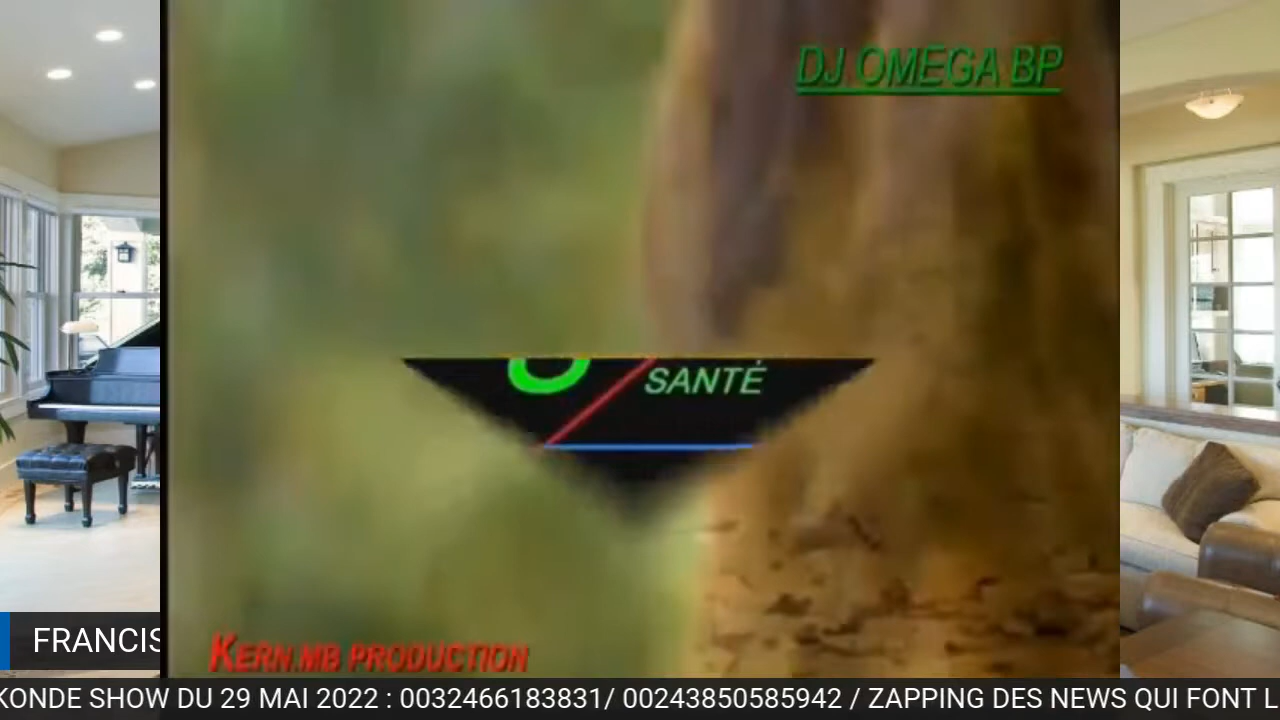 DJ OMEGA BP
SANTÉ
KERN.MB PRODUCTION
FRANCIS
KONDE SHOW DU 29 MAI 2022 : 0032466183831/ 00243850585942 / ZAPPING DES NEWS QUI FONT L